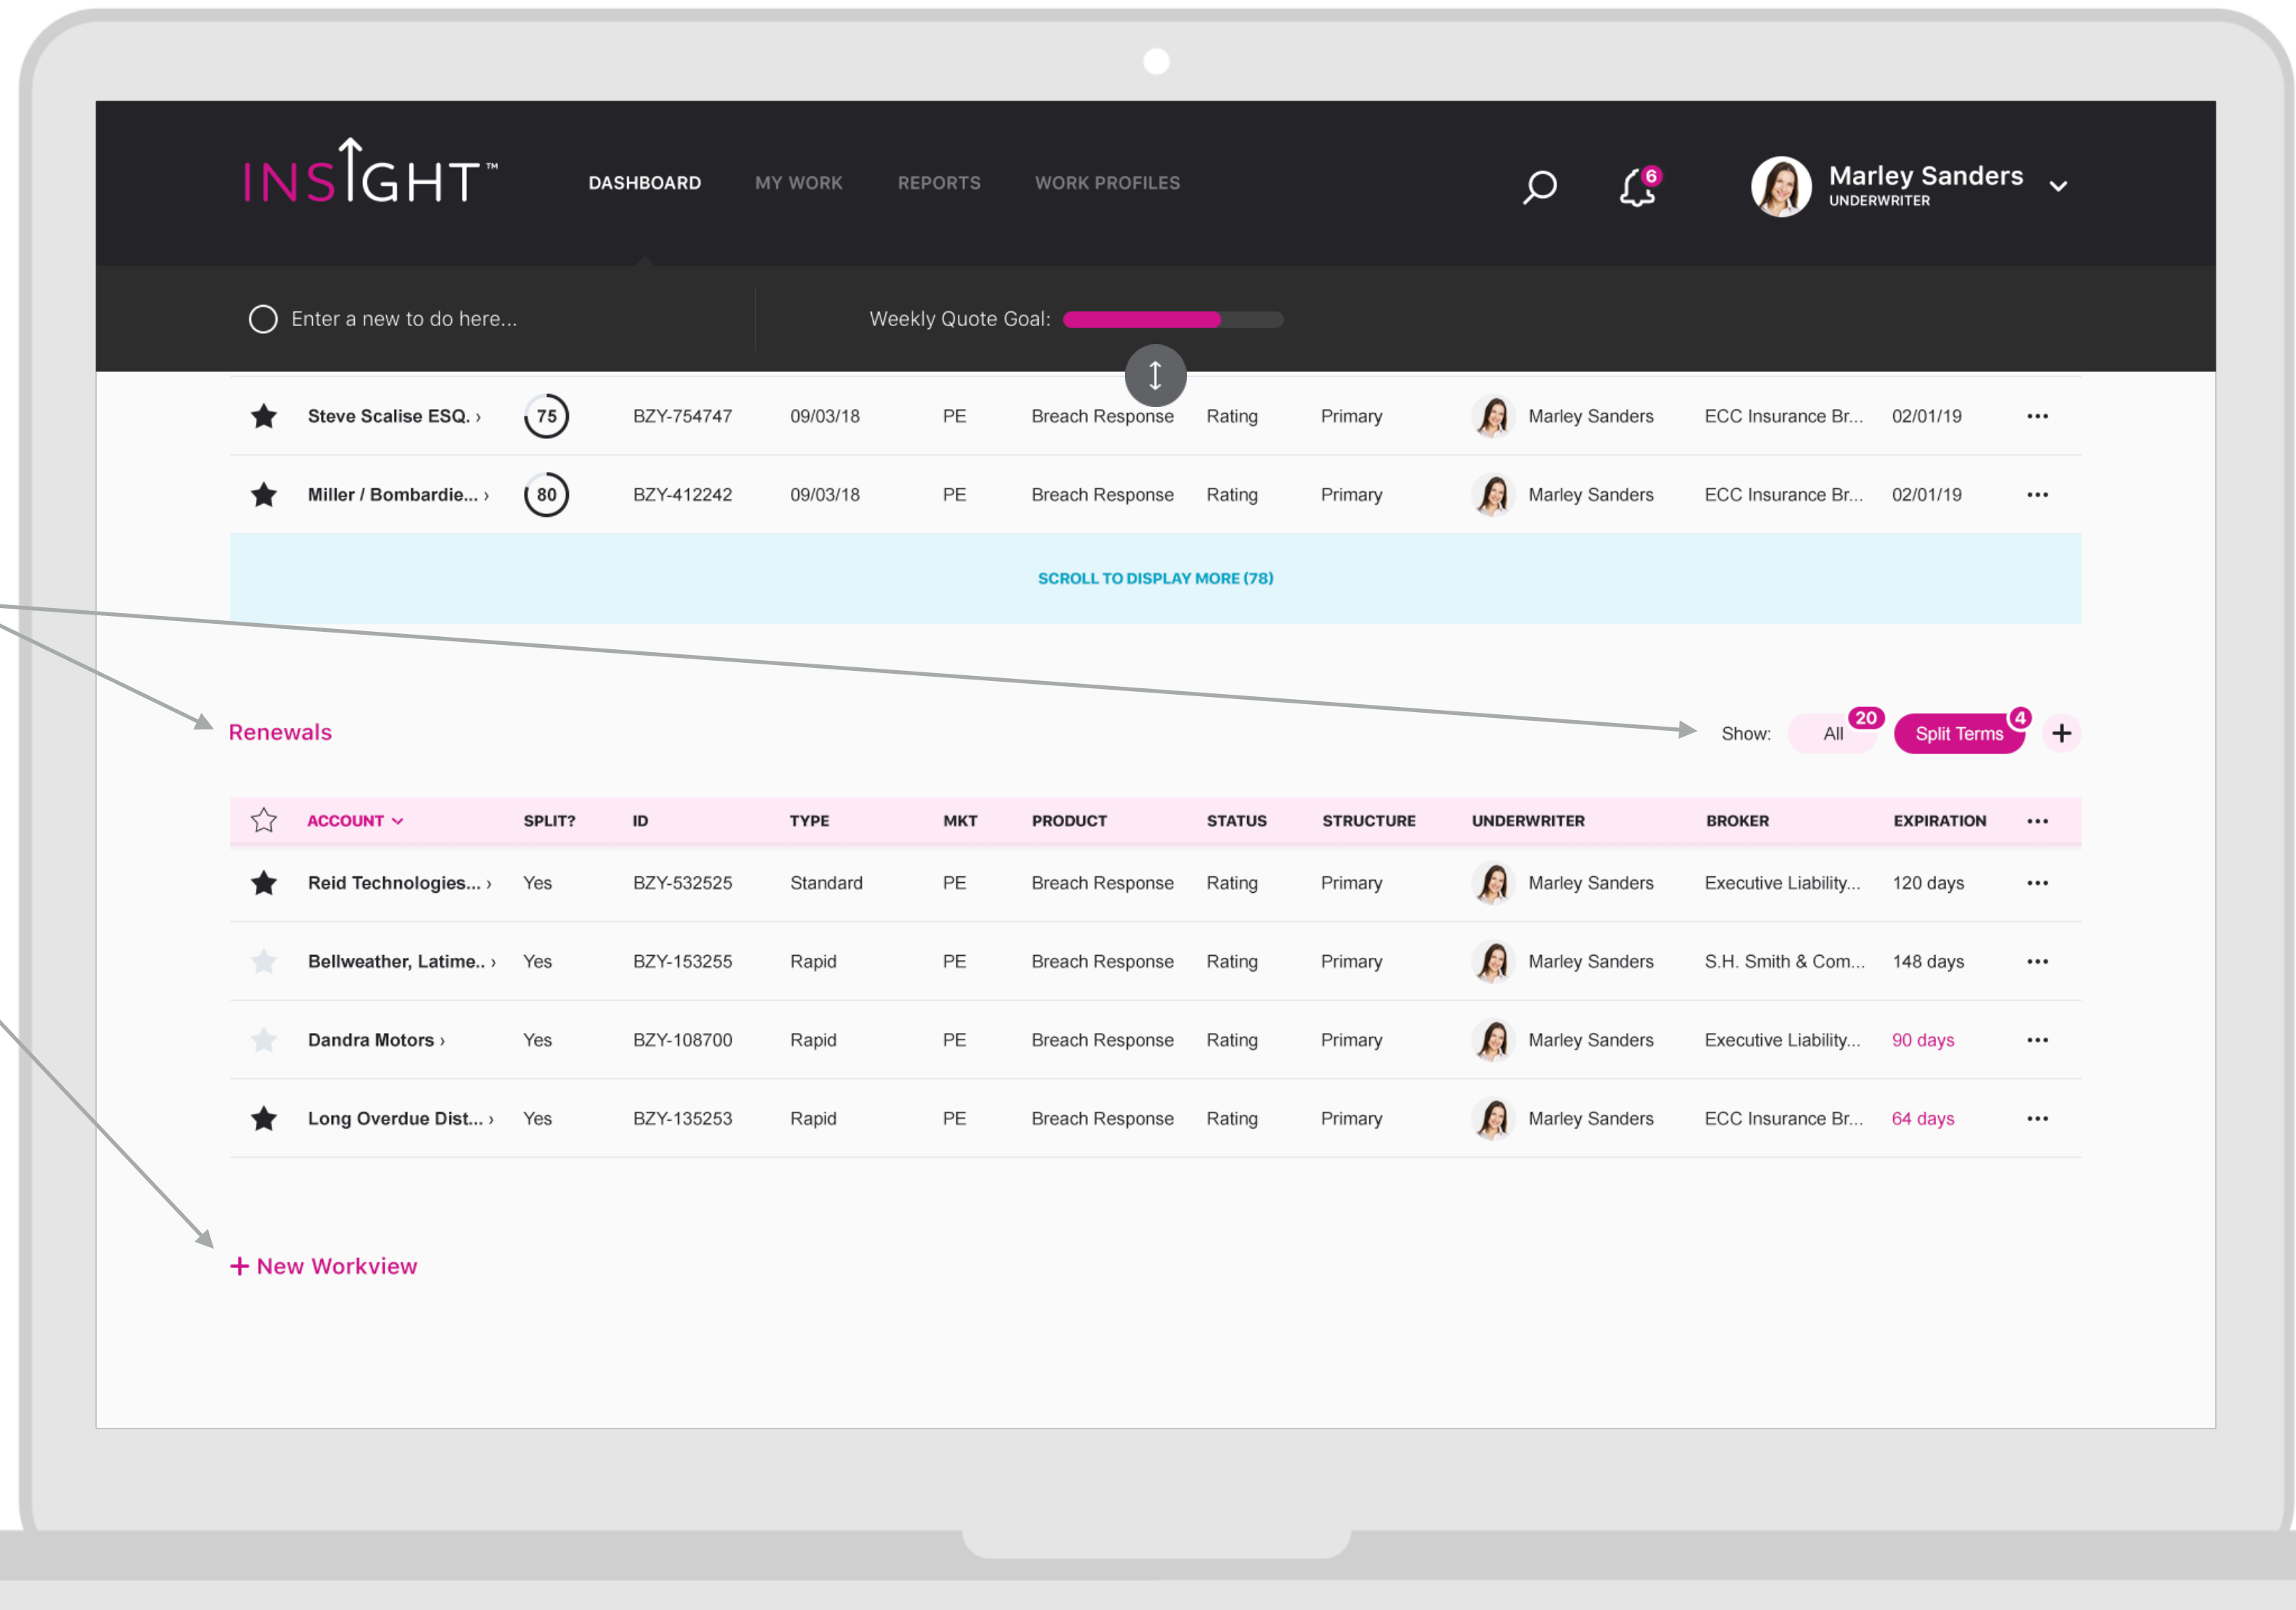 INSIGHT™ DASHBOARD MY WORK REPORTS WORK PROFILES 6 Marley Sanders
UNDERWRITER
Enter a new to do here... Weekly Quote Goal:
Steve Scalise ESQ. › 75 BZY-754747 09/03/18 PE Breach Response Rating Primary Marley Sanders ECC Insurance Br... 02/01/19 •••
Miller / Bombardie... › 80 BZY-412242 09/03/18 PE Breach Response Rating Primary Marley Sanders ECC Insurance Br... 02/01/19 •••
SCROLL TO DISPLAY MORE (78)
Renewals Show: All 20 Split Terms 4 +
ACCOUNT SPLIT? ID TYPE MKT PRODUCT STATUS STRUCTURE UNDERWRITER BROKER EXPIRATION •••
Reid Technologies... › Yes BZY-532525 Standard PE Breach Response Rating Primary Marley Sanders Executive Liability... 120 days •••
Bellweather, Latime.. › Yes BZY-153255 Rapid PE Breach Response Rating Primary Marley Sanders S.H. Smith & Com... 148 days •••
Dandra Motors › Yes BZY-108700 Rapid PE Breach Response Rating Primary Marley Sanders Executive Liability... 90 days •••
Long Overdue Dist... › Yes BZY-135253 Rapid PE Breach Response Rating Primary Marley Sanders ECC Insurance Br... 64 days •••
+ New Workview